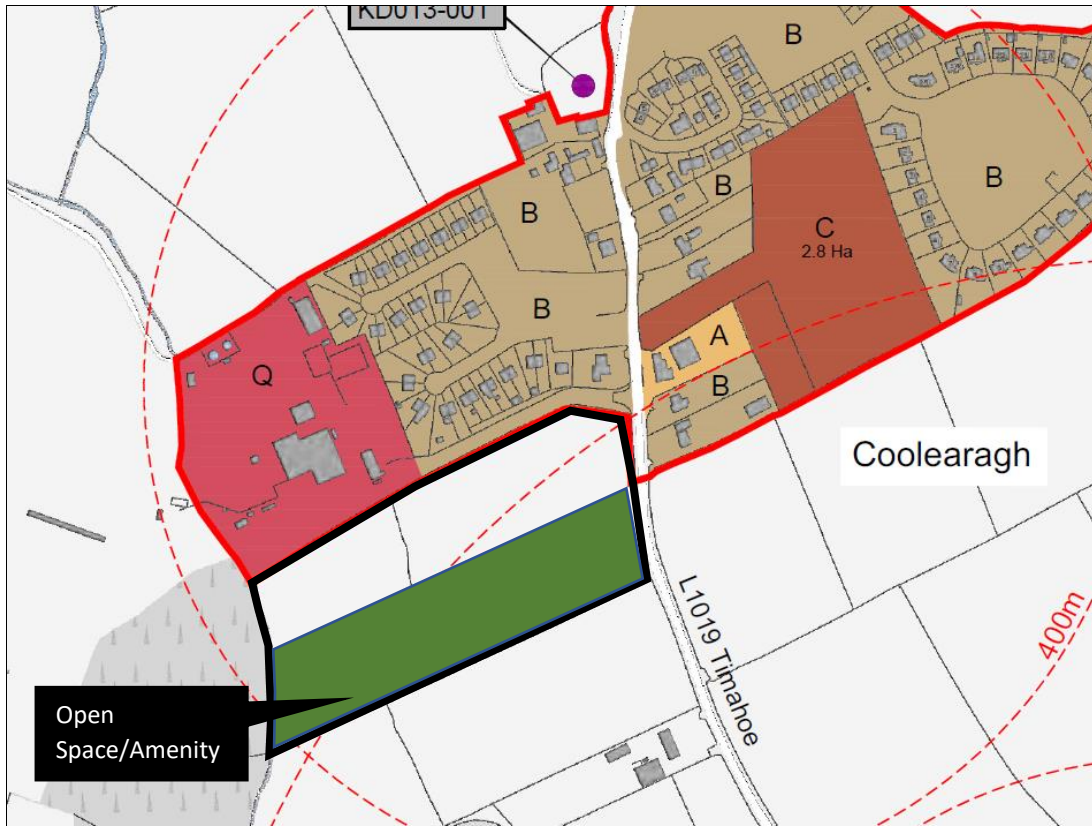 KD013-001
B
B
B
B
C
2.8 Ha
B
A
Q
B
Coolearagh
L1019 Timahoe
400m
Open
Space/Amenity